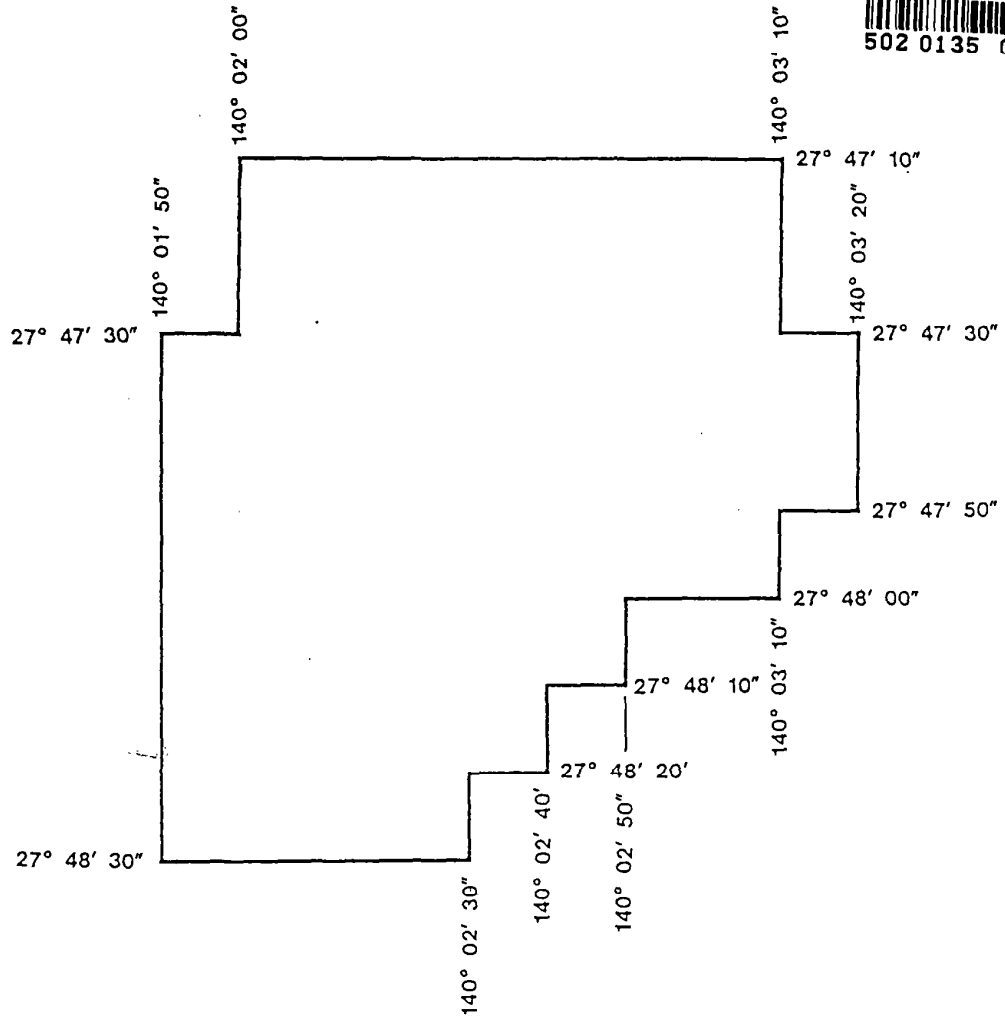 502 0135
140° 02′ 00″
140° 03′ 10″
27° 47′ 10″
140° 01′ 50″
140° 03′ 20″
27° 47′ 30″
27° 47′ 30″
27° 47′ 50″
27° 48′ 00″
27° 48′ 10″
140° 03′ 10″
27° 48′ 20′
140° 02′ 40′
140° 02′ 50″
27° 48′ 30″
140° 02′ 30″